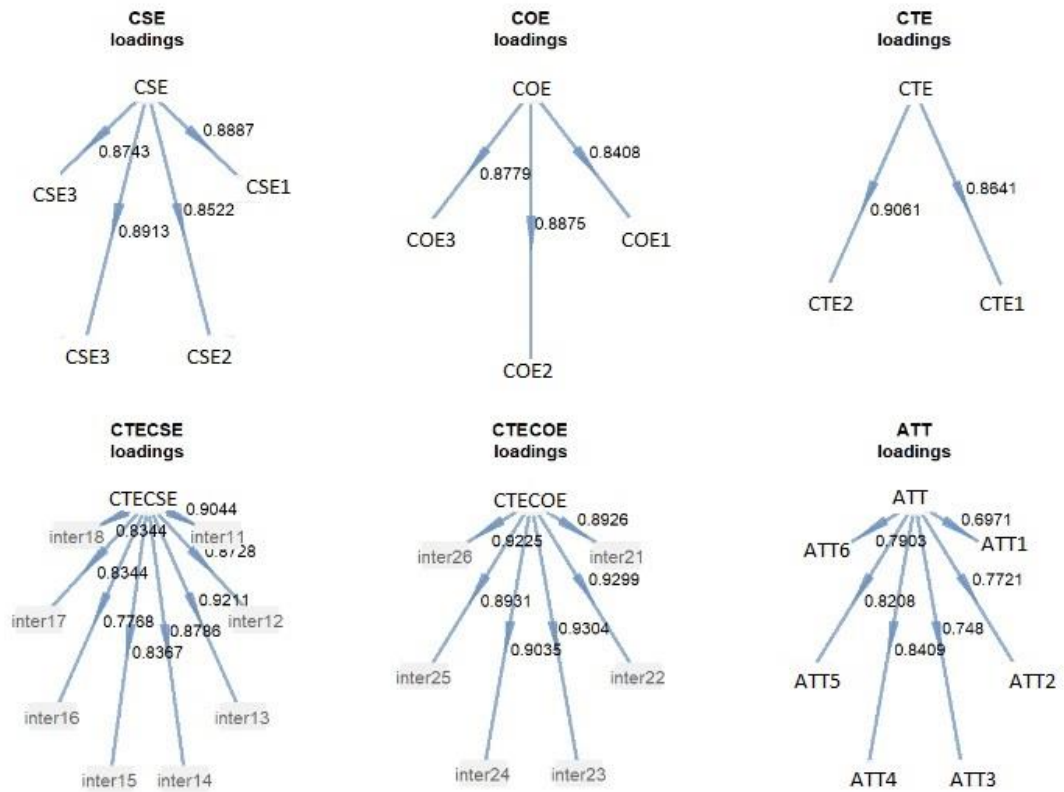 CSE
loadings
COE
loadings
CTE
loadings
CSE
COE
CTE
0.8887
0.8743
CSE3
CSE1
0.8913
0.8522
CSE3
CSE2
0.8408
0.8779
0.8875
COE3
COE1
COE2
0.8641
0.9061
CTE2
CTE1
CTECSE
loadings
CTECOE
loadings
ATT
loadings
CTECSE
0.9044
inter18
0.8344
inter11
0.8728
0.8344
inter17
0.7768
0.9211
inter12
0.8786
0.8367
inter16
inter13
inter15
inter14
CTECOE
0.8926
inter26
0.9225
inter21
0.9299
0.8931
0.9304
0.9035
inter25
inter22
inter24
inter23
ATT
0.6971
ATT6
0.7903
ATT1
0.7721
0.8208
0.748
0.8409
ATT5
ATT2
ATT4
ATT3